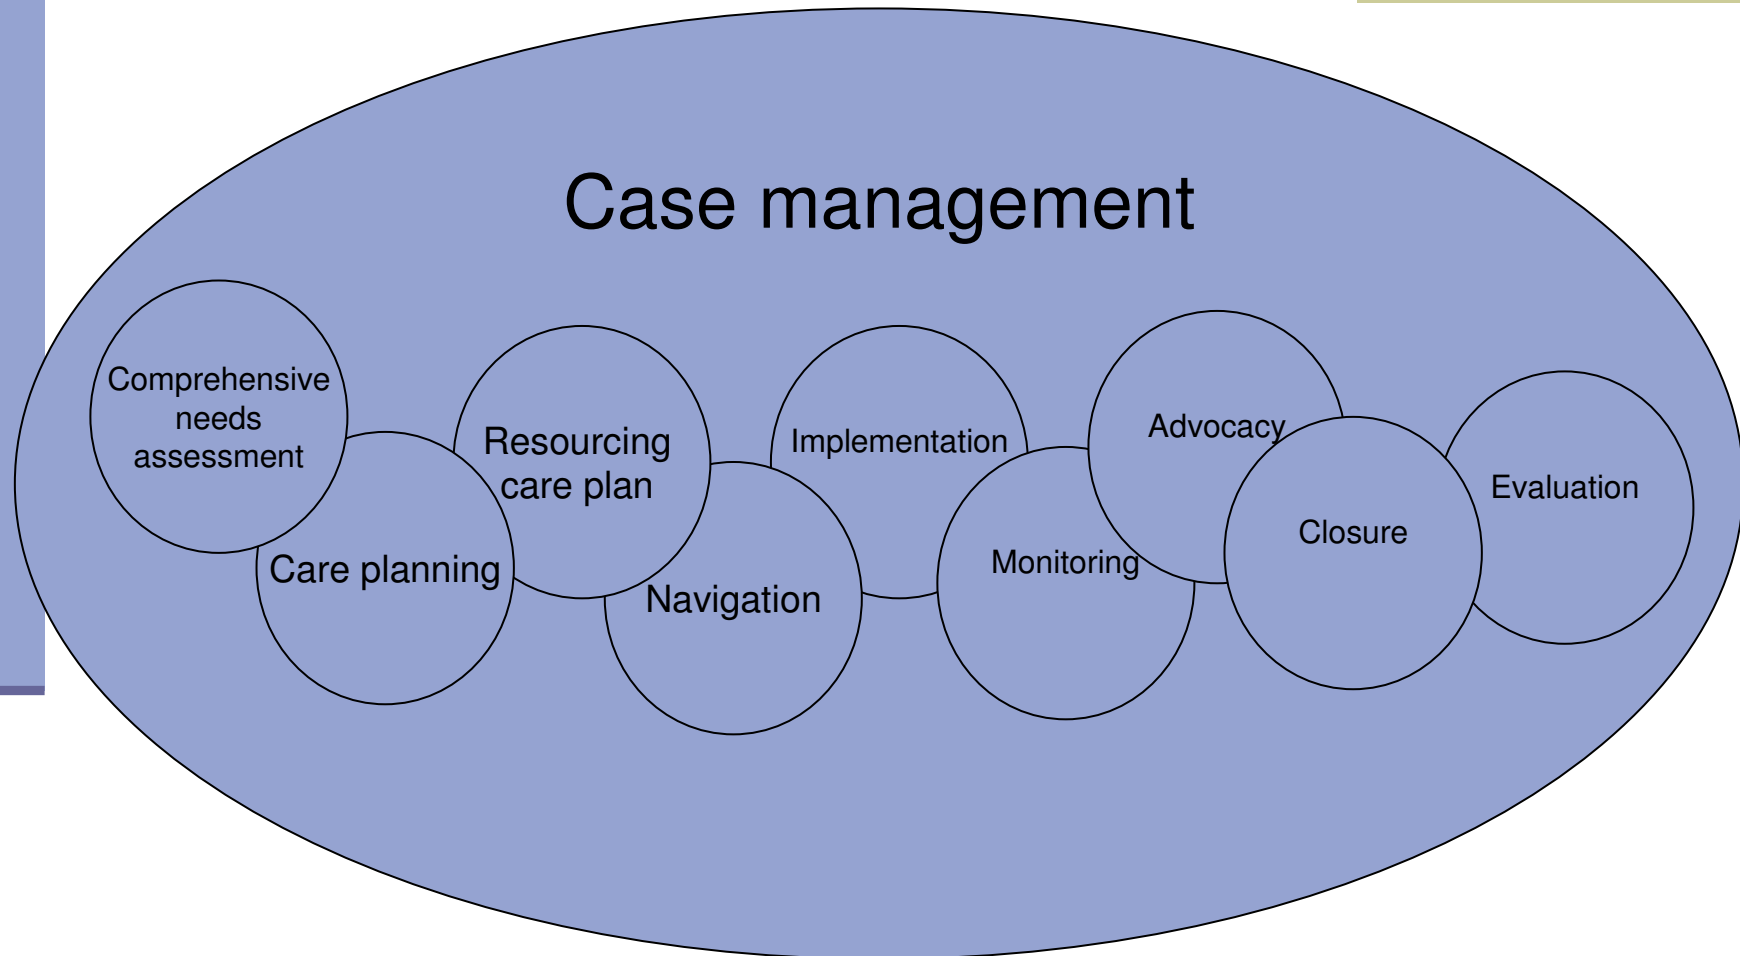 Case management
Comprehensive
needs
assessment
Care planning
Resourcing
care plan
Navigation
Implementation
Monitoring
Advocacy
Closure
Evaluation